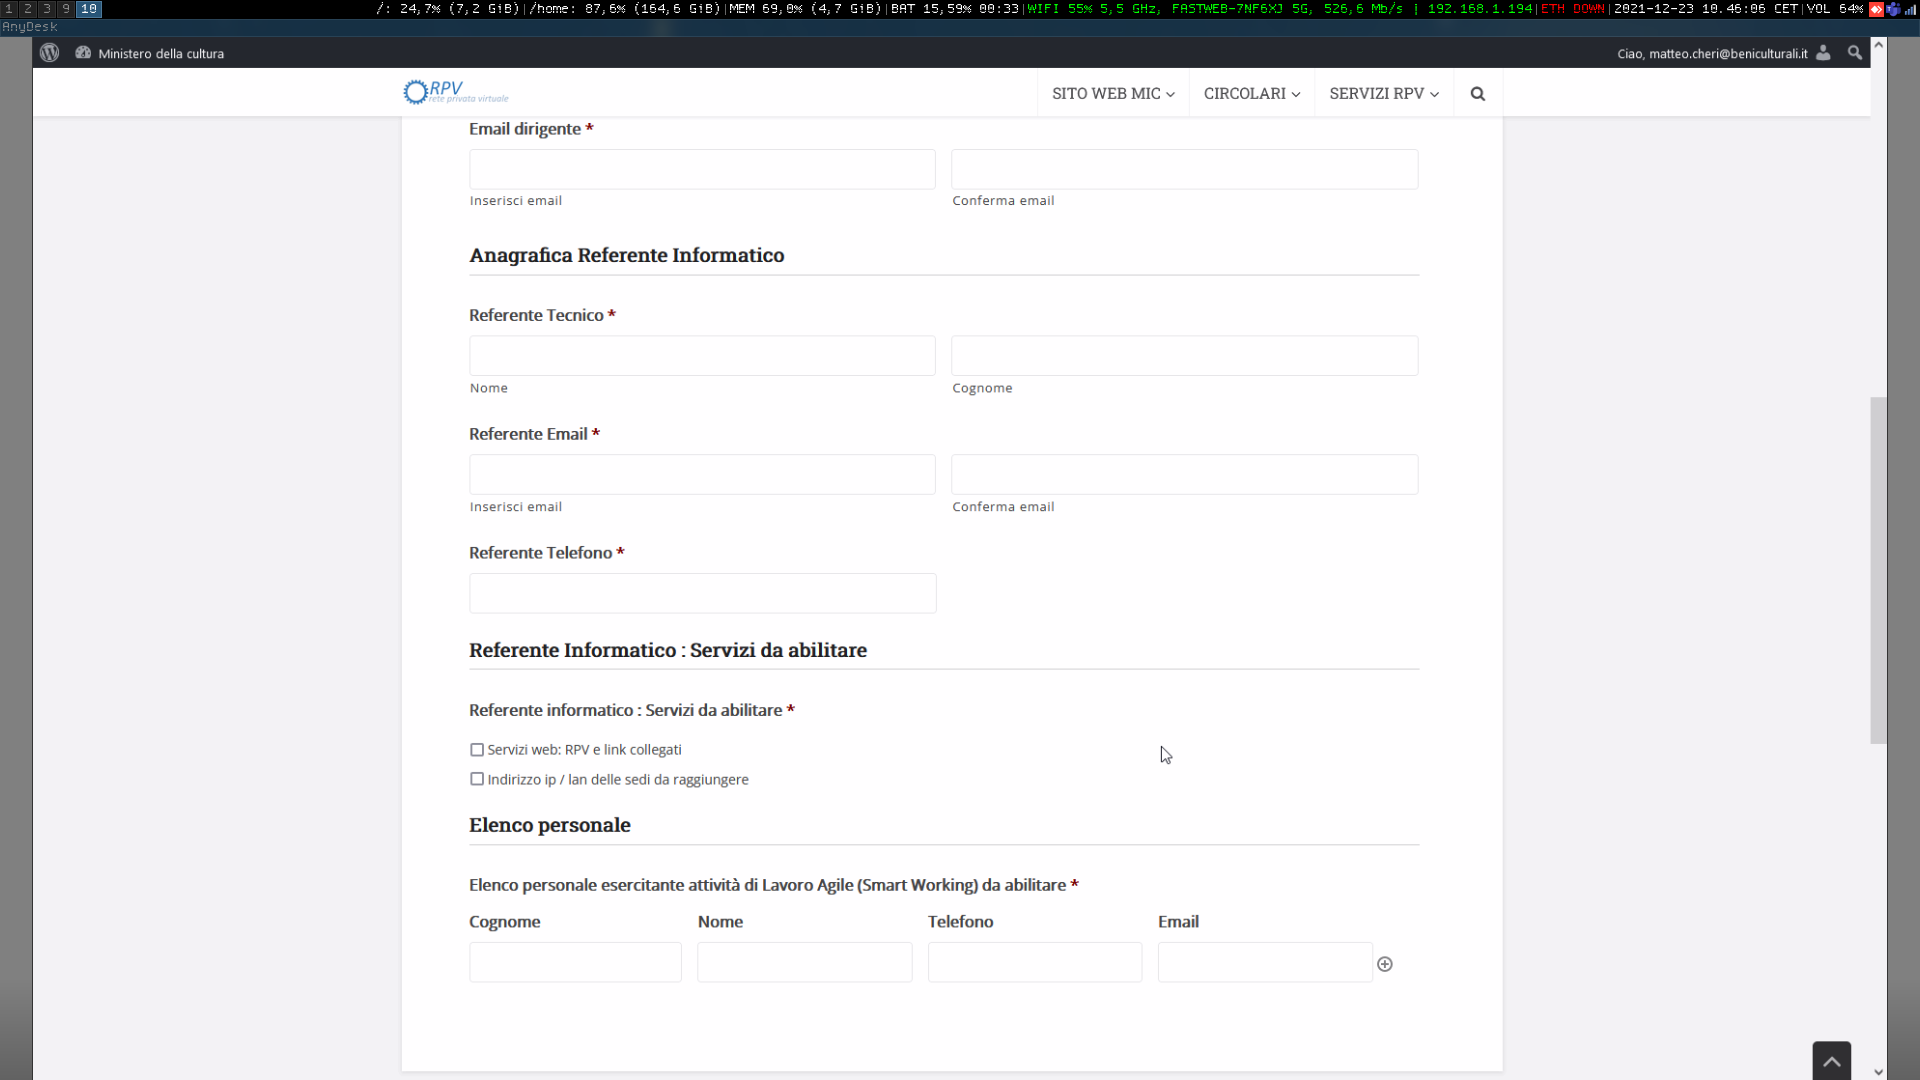 1 2 3 9 10 /: 24,7% (7,2 GiB)|/home: 87,6% (164,6 GiB)|MEM 69,0% (4,7 GiB)|BAT 15,59% 00:33|WIFI 55% 5,5 GHz, FASTWEB-7NF6XJ 5G, 526,6 Mb/s | 192.168.1.194|ETH DOWN|2021-12-23 10.46:06 CET|VOL 64%
AnyDesk
Ministero della cultura Ciao, matteo.cheri@beniculturali.it
RPV SITO WEB MIC CIRCOLARI SERVIZI RPV
rete privata virtuale
Email dirigente *
Inserisci email Conferma email
Anagrafica Referente Informatico
Referente Tecnico *
Nome Cognome
Referente Email *
Inserisci email Conferma email
Referente Telefono *
Referente Informatico : Servizi da abilitare
Referente informatico : Servizi da abilitare *
Servizi web: RPV e link collegati
Indirizzo ip / lan delle sedi da raggiungere
Elenco personale
Elenco personale esercitante attività di Lavoro Agile (Smart Working) da abilitare *
Cognome Nome Telefono Email